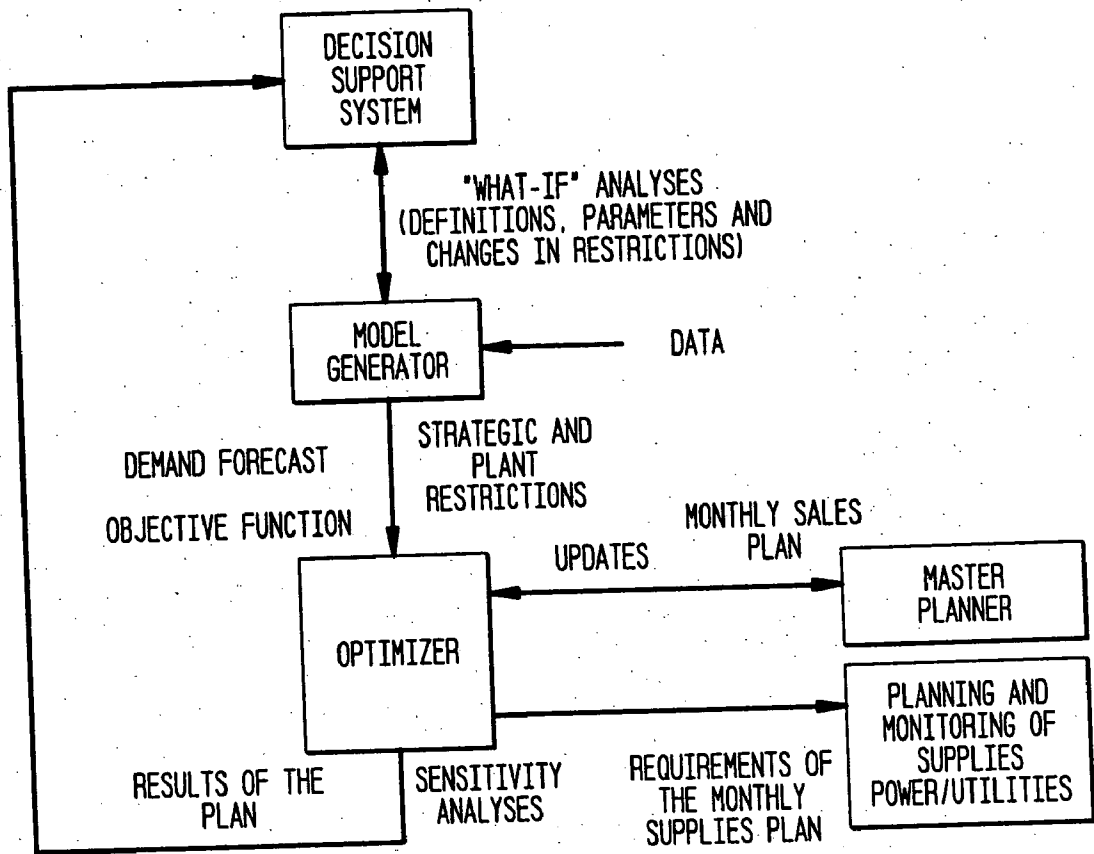 DECISION
SUPPORT
SYSTEM
"WHAT-IF" ANALYSES
(DEFINITIONS, PARAMETERS AND
CHANGES IN RESTRICTIONS)
MODEL
GENERATOR
DATA
DEMAND FORECAST
OBJECTIVE FUNCTION
STRATEGIC AND
PLANT
RESTRICTIONS
UPDATES
MONTHLY SALES
PLAN
MASTER
PLANNER
OPTIMIZER
PLANNING AND
MONITORING OF
SUPPLIES
POWER/UTILITIES
RESULTS OF THE
PLAN
SENSITIVITY
ANALYSES
REQUIREMENTS OF
THE MONTHLY
SUPPLIES PLAN